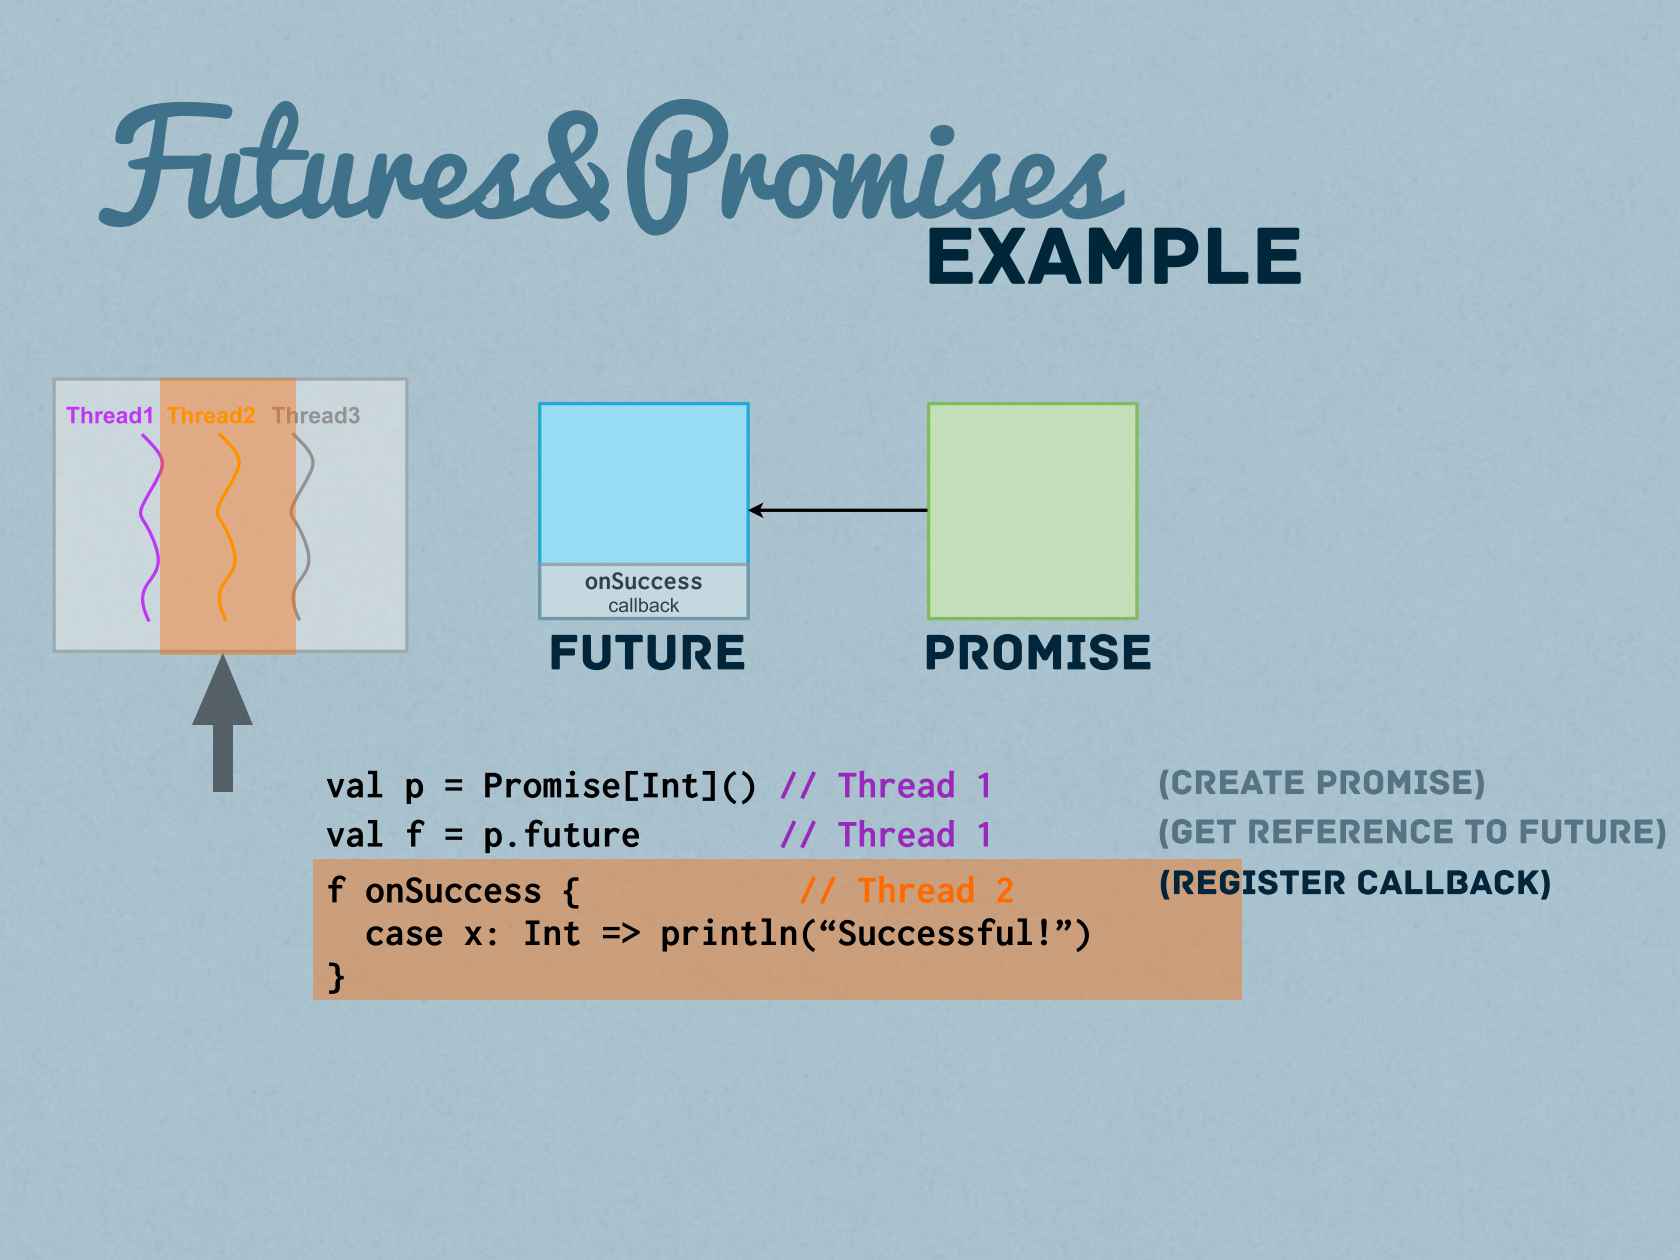 Futures&Promises
EXAMPLE
Thread1 Thread2 Thread3
onSuccess
callback
FUTURE
PROMISE
val p = Promise[Int]() // Thread 1 (CREATE PROMISE)
val f = p.future // Thread 1 (GET REFERENCE TO FUTURE)
f onSuccess { // Thread 2 (REGISTER CALLBACK)
case x: Int => println(“Successful!”)
}